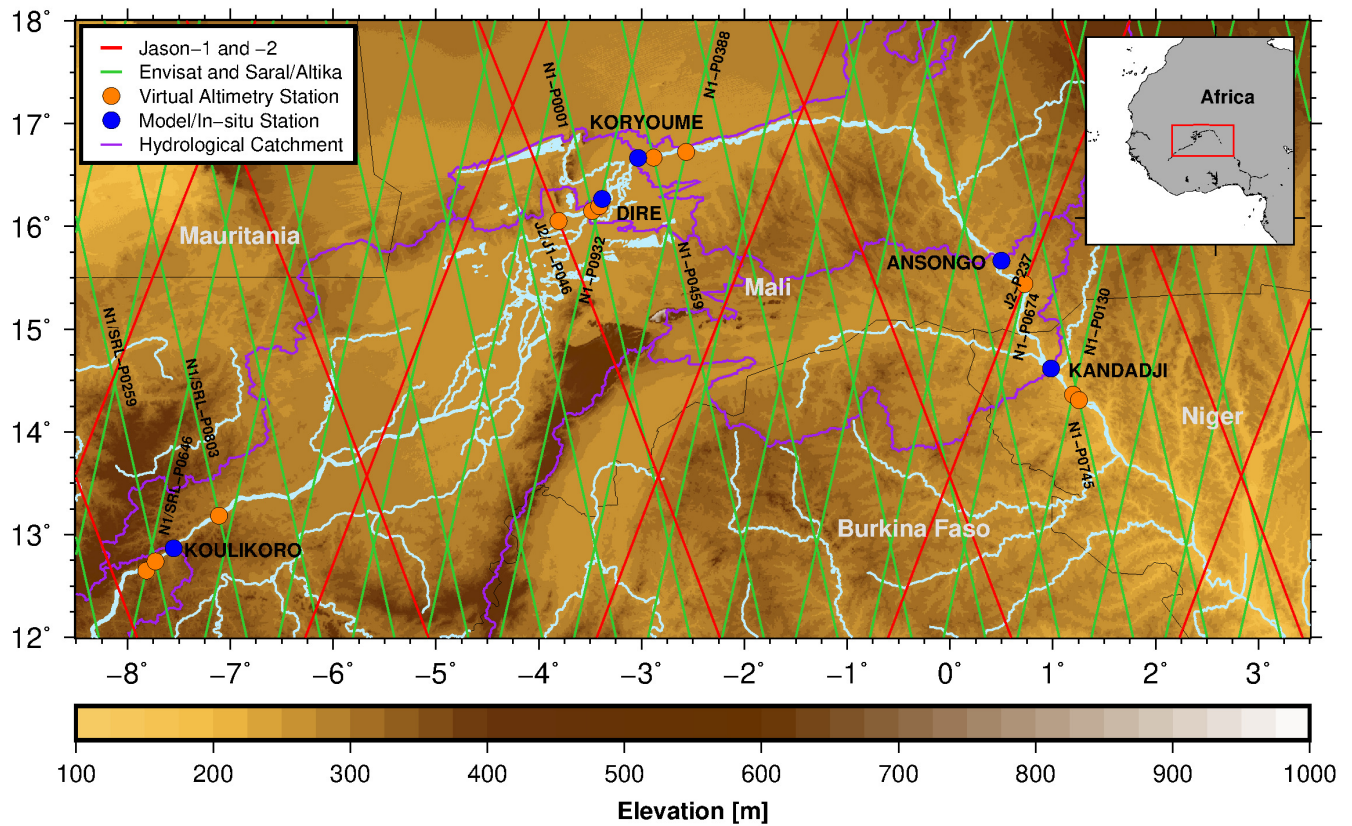 18°
17°
16°
15°
14°
13°
12°
Jason−1 and −2
Envisat and Saral/Altika
Virtual Altimetry Station
Model/In−situ Station
Hydrological Catchment
Africa
N1−P0001
N1−P0388
KORYOUME
DIRE
Mauritania
J2/J1−P046
N1−P0932
N1−P0459
Mali
ANSONGO
J2−P237
N1−P0674
N1−P0130
KANDADJI
N1/SRL−P0259
N1/SRL−P0803
N1/SRL−P0646
Niger
N1−P0745
KOULIKORO
Burkina Faso
−8° −7° −6° −5° −4° −3° −2° −1° 0° 1° 2° 3°
100 200 300 400 500 600 700 800 900 1000
Elevation [m]